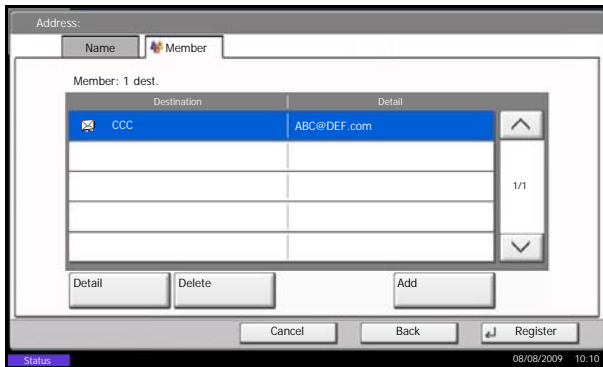 Address:
Name Member
Member: 1 dest.
Destination Detail
CCC ABC@DEF.com
1/1
Detail Delete Add
Cancel Back Register
Status 08/08/2009 10:10